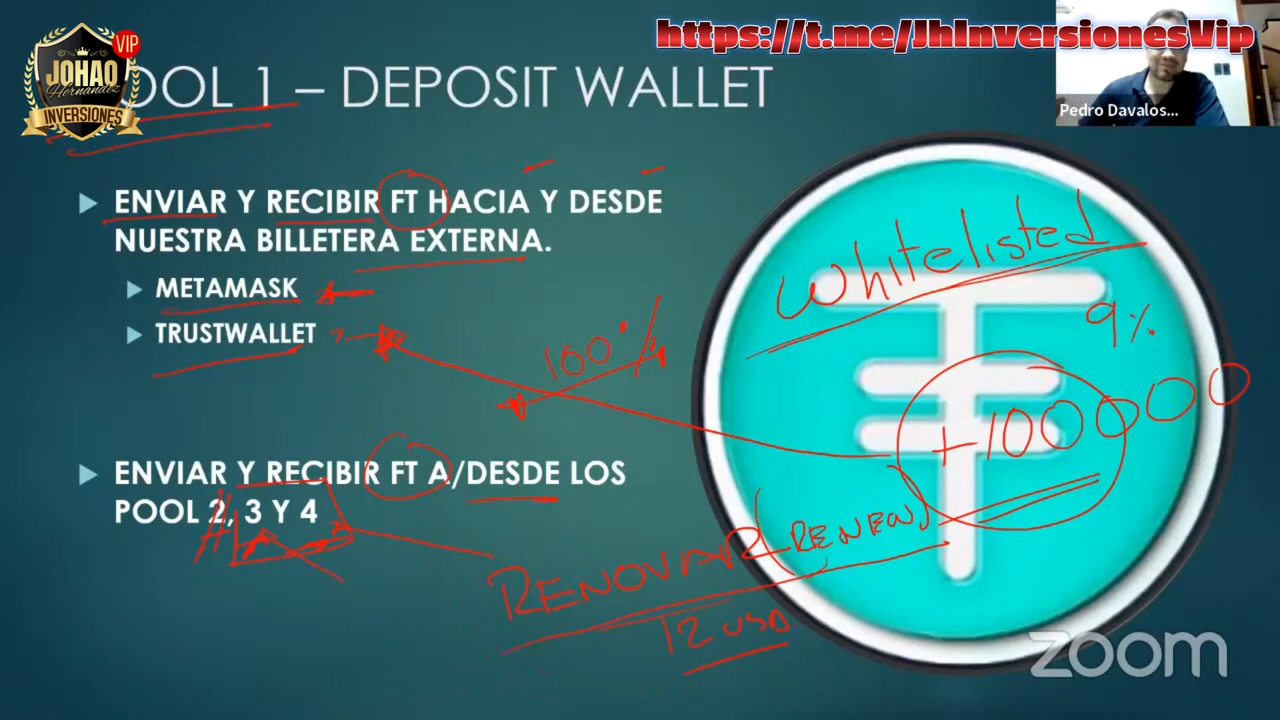 https://t.me/JhInversionesVip
VIP
JOHAO
Hernandez
INVERSIONES
OOL 1 – DEPOSIT WALLET
Pedro Davalos...
ENVIAR Y RECIBIR FT HACIA Y DESDE
NUESTRA BILLETERA EXTERNA.
METAMASK
TRUSTWALLET
Whitelisted
9%
100%
+100000
ENVIAR Y RECIBIR FT A/DESDE LOS
POOL 2, 3 Y 4
RENOVAR (RENEW)
12 USD
zoom